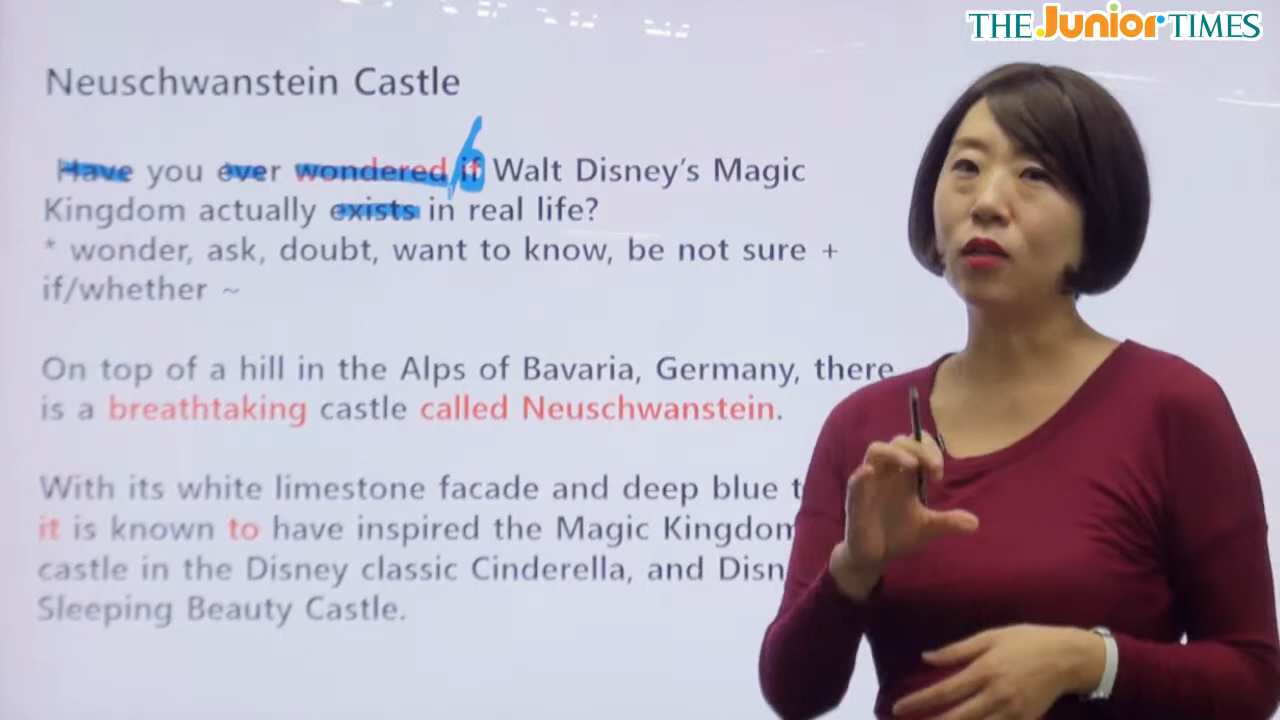 THE Junior TIMES
Neuschwanstein Castle
Have you ever wondered if Walt Disney's Magic
Kingdom actually exists in real life?
* wonder, ask, doubt, want to know, be not sure +
if/whether ~
On top of a hill in the Alps of Bavaria, Germany, there
is a breathtaking castle called Neuschwanstein.
With its white limestone facade and deep blue
it is known to have inspired the Magic Kingdom
castle in the Disney classic Cinderella, and
Sleeping Beauty Castle.